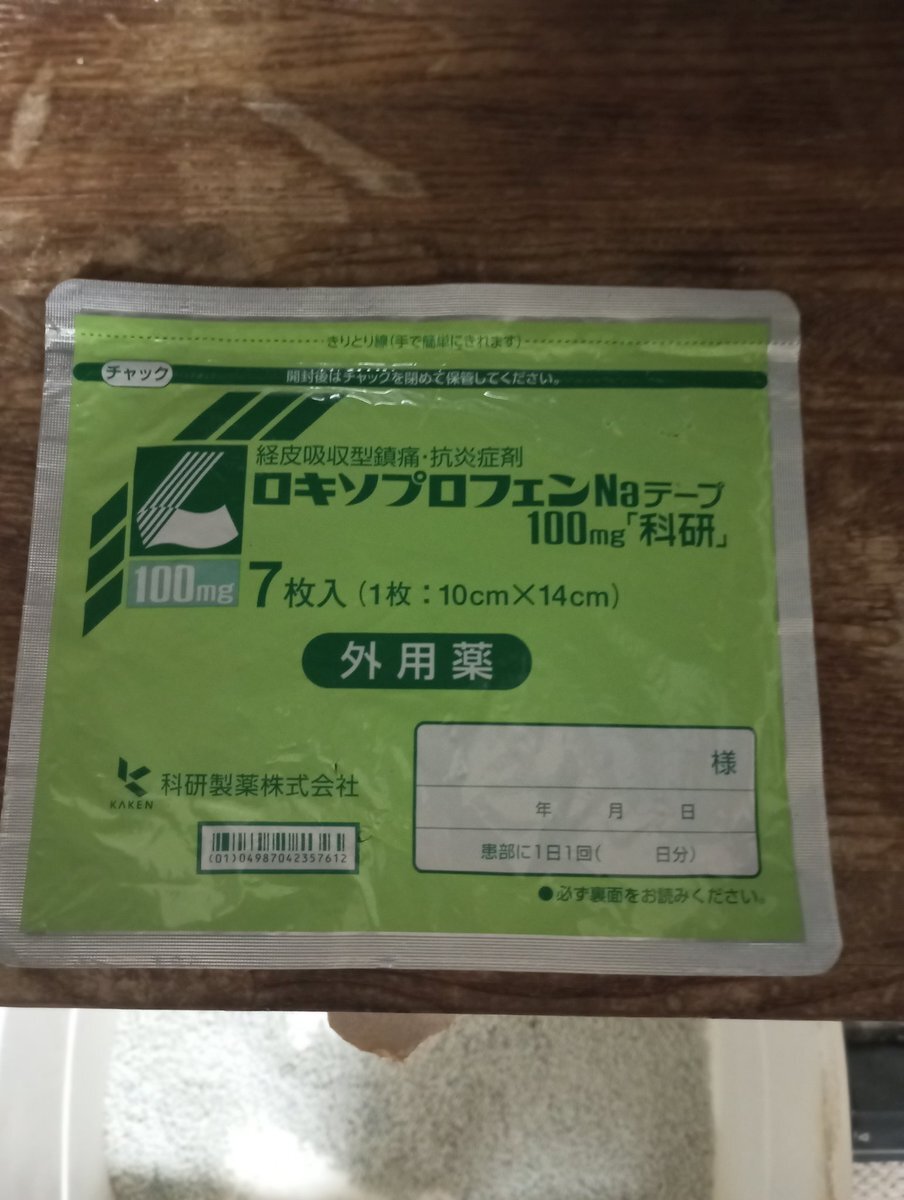 きりとり線(手で簡単にきれます)
チャック
開封後はチャックを閉めて保管してください。
経皮吸収型鎮痛・抗炎症剤
ロキソプロフェンNaテープ
100mg「科研」
100mg
7枚入(1枚:10cm×14cm)
外用薬
様
年 月 日
患部に1日1回( 日分)
科研製薬株式会社
KAKEN
(01)04987042357612
●必ず裏面をお読みください。